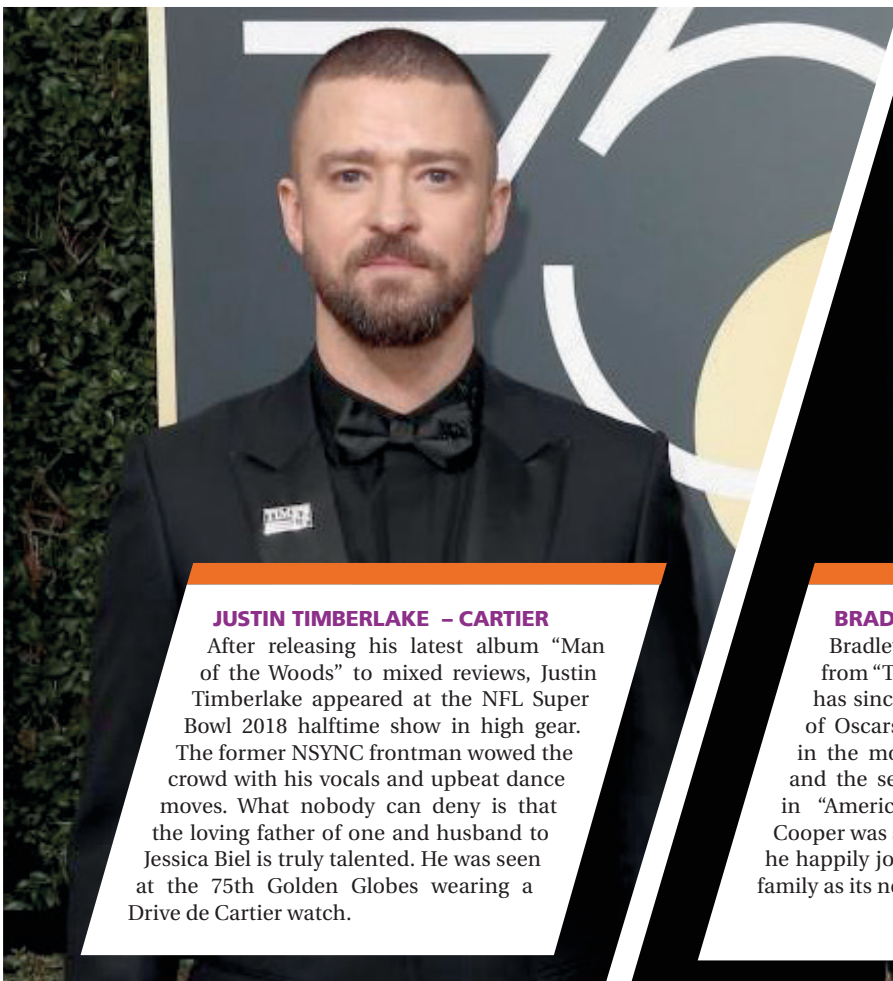 75
TIME'S
UP
JUSTIN TIMBERLAKE – CARTIER
After releasing his latest album “Man
of the Woods” to mixed reviews, Justin
Timberlake appeared at the NFL Super
Bowl 2018 halftime show in high gear.
The former NSYNC frontman wowed the
crowd with his vocals and upbeat dance
moves. What nobody can deny is that
the loving father of one and husband to
Jessica Biel is truly talented. He was seen
at the 75th Golden Globes wearing a
Drive de Cartier watch.
BRAD
Bradle
from “T
has sinc
of Oscars
in the mo
and the se
in “Americ
Cooper was
he happily jo
family as its ne